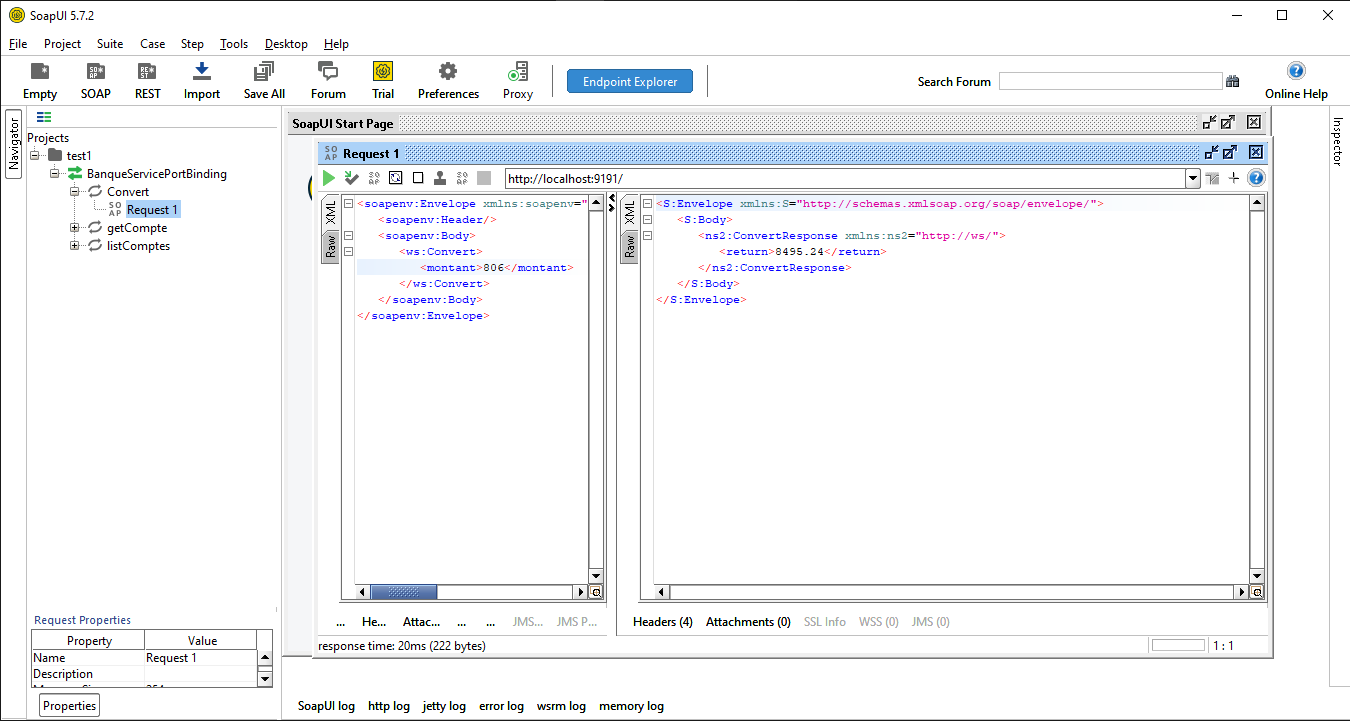 SoapUI 5.7.2
File Project Suite Case Step Tools Desktop Help
Empty SOAP REST Import Save All Forum Trial Preferences Proxy Endpoint Explorer Search Forum Online Help
Navigator
Inspector
Projects
test1
BanqueServicePortBinding
Convert
SO AP Request 1
getCompte
listComptes
SoapUI Start Page
SO AP Request 1
http://localhost:9191/
XML
Raw
<soapenv:Envelope xmlns:soapenv="
<soapenv:Header/>
<soapenv:Body>
<ws:Convert>
<montant>806</montant>
</ws:Convert>
</soapenv:Body>
</soapenv:Envelope>
XML
Raw
<S:Envelope xmlns:S="http://schemas.xmlsoap.org/soap/envelope/">
<S:Body>
<ns2:ConvertResponse xmlns:ns2="http://ws/">
<return>8495.24</return>
</ns2:ConvertResponse>
</S:Body>
</S:Envelope>
... He... Attac... ... ... JMS... JMS P...
Headers (4) Attachments (0) SSL Info WSS (0) JMS (0)
response time: 20ms (222 bytes)
1 : 1
Request Properties
Property Value
Name Request 1
Description
Properties
SoapUI log http log jetty log error log wsrm log memory log